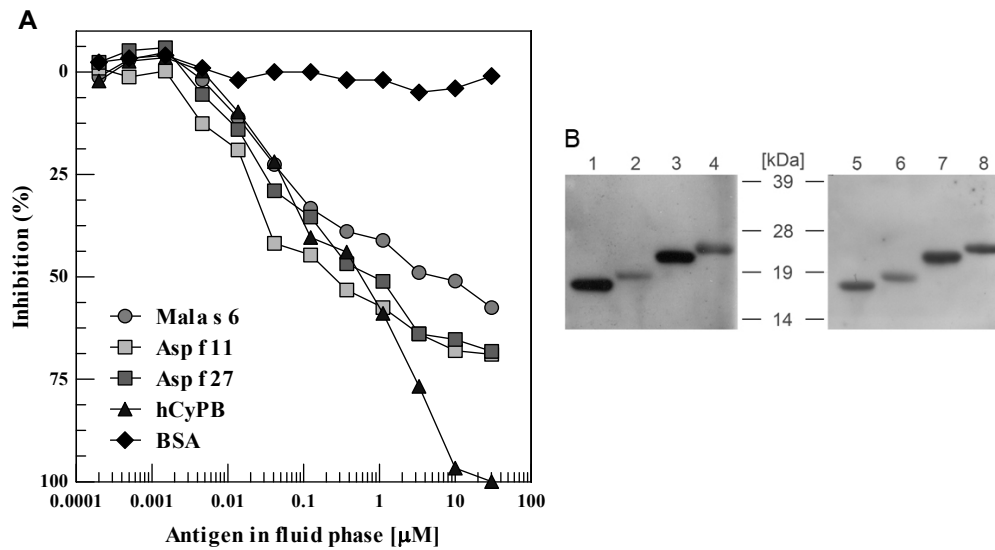 A
0
25
50
75
100
Inhibition (%)
Mala s 6
Asp f 11
Asp f 27
hCyPB
BSA
0.0001 0.001 0.01 0.1 1 10 100
Antigen in fluid phase [µM]
B
1 2 3 4 [kDa] 5 6 7 8
39
28
19
14